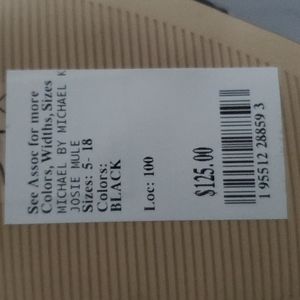 See Assoc for more
Colors, Widths, Sizes
MICHAEL BY MICHAEL K
JOSIE MULE
Sizes: 5- 18
Colors:
BLACK
Loc: 100
$125.00
1 95512 28859 3